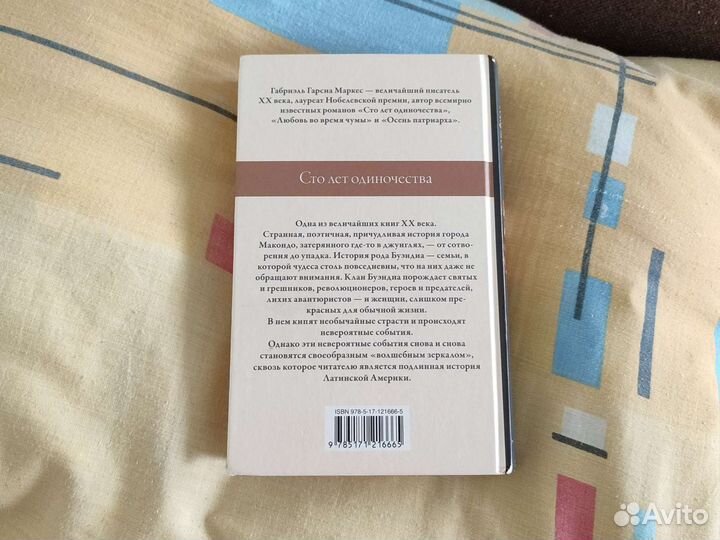 Габриэль Гарсиа Маркес — величайший писатель
XX века, лауреат Нобелевской премии, автор всемирно
известных романов «Сто лет одиночества»,
«Любовь во время чумы» и «Осень патриарха».
Сто лет одиночества
Одна из величайших книг XX века.
Странная, поэтичная, причудливая история города
Макондо, затерянного где-то в джунглях, — от сотво-
рения до упадка. История рода Буэндиа — семьи, в
которой чудеса столь повседневны, что на них даже не
обращают внимания. Клан Буэндиа порождает святых
и грешников, революционеров, героев и предателей,
лихих авантюристов — и женщин, слишком пре-
красных для обычной жизни.
В нем кипят необычайные страсти и происходят
невероятные события.
Однако эти невероятные события снова и снова
становятся своеобразным «волшебным зеркалом»,
сквозь которое читателю является подлинная история
Латинской Америки.
ISBN 978-5-17-121666-5
9 785171 216665
Avito